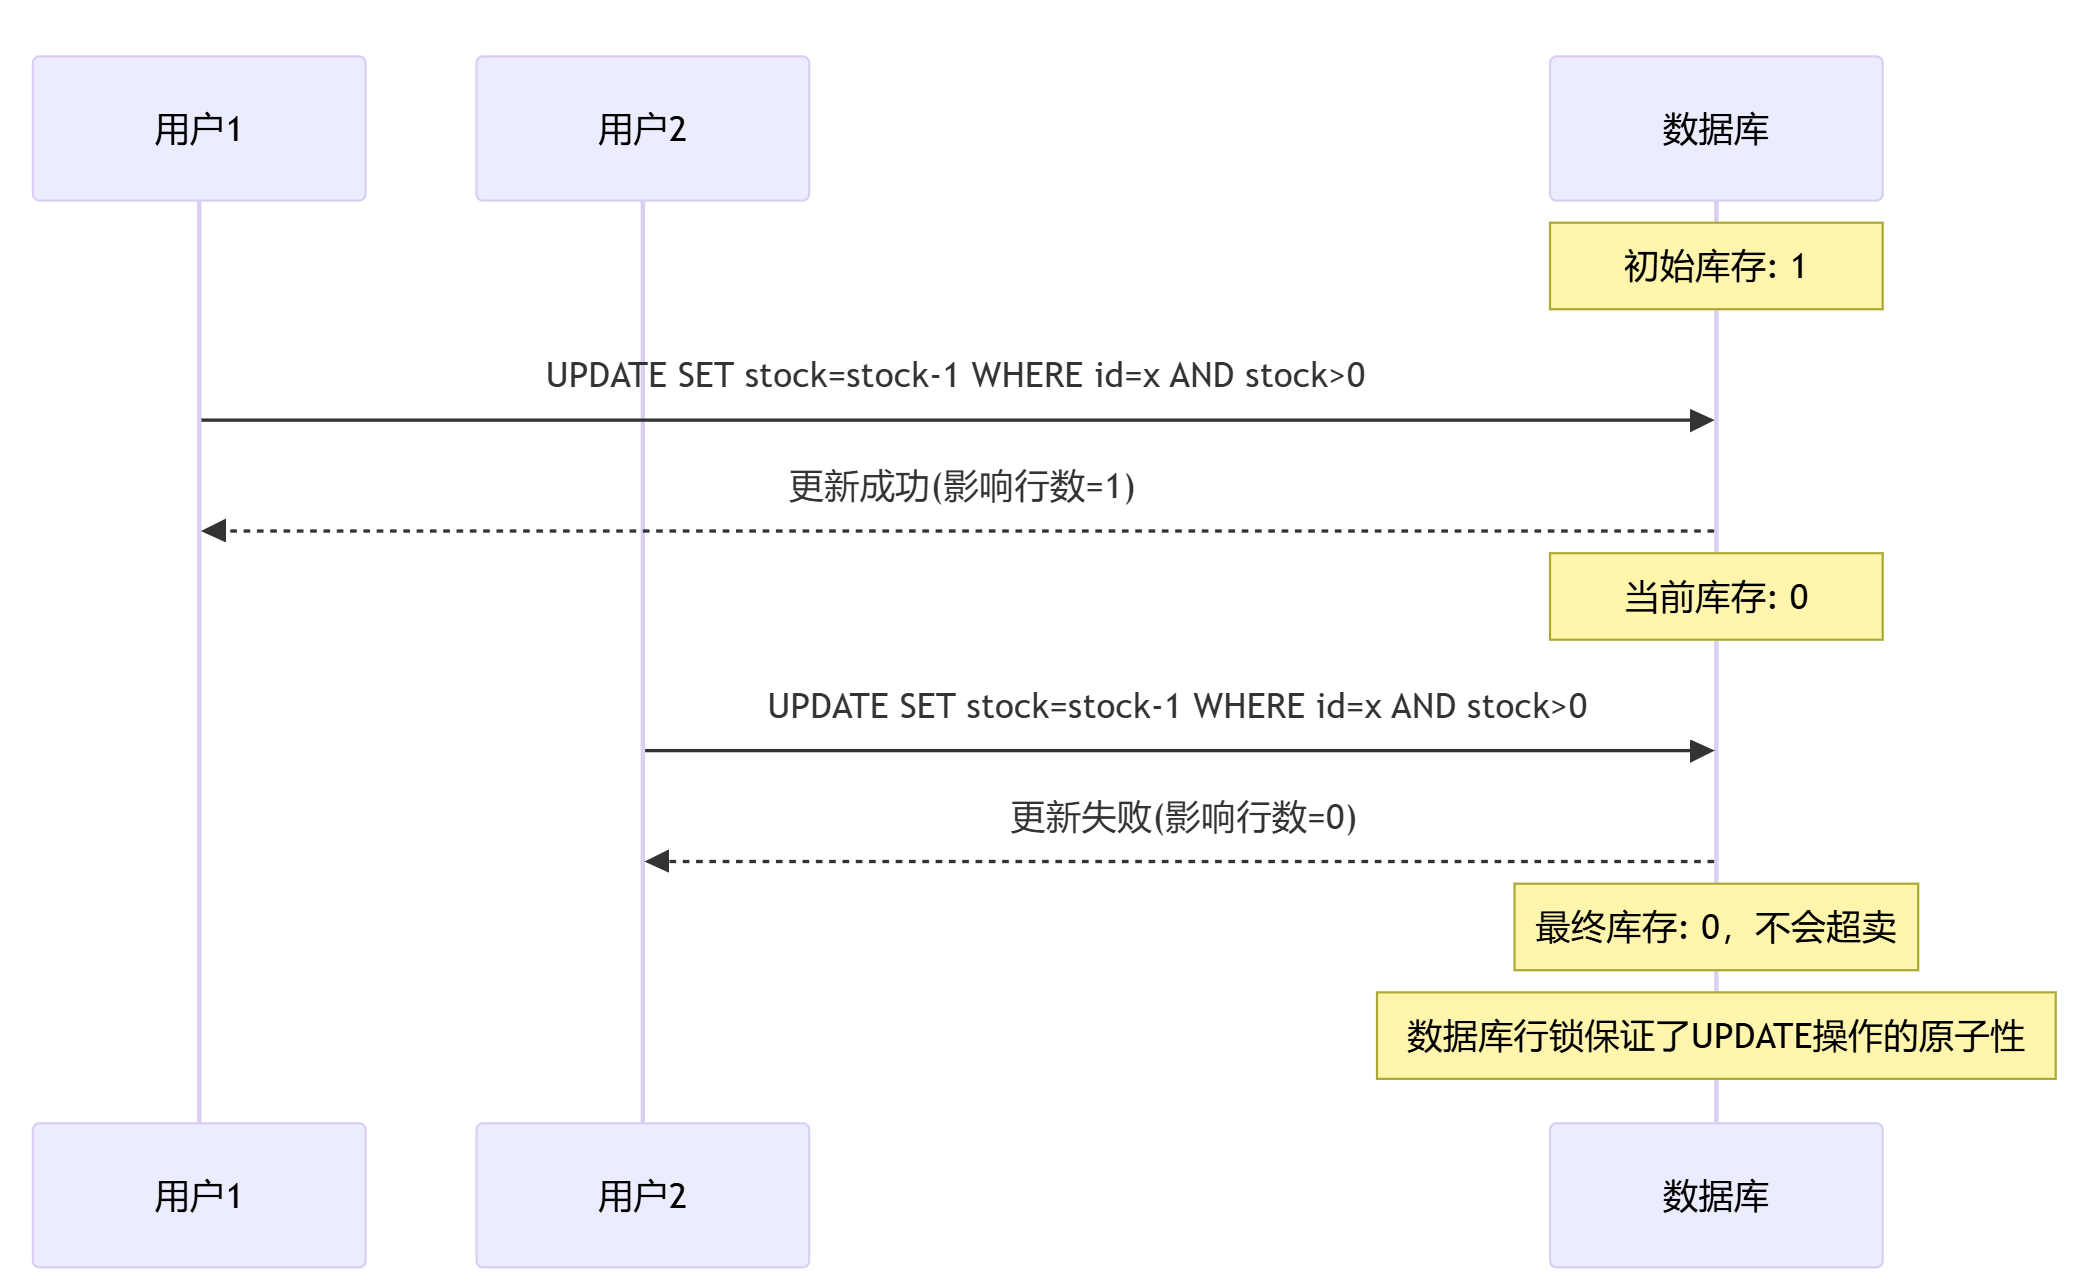 用户1
用户2
数据库
初始库存: 1
UPDATE SET stock=stock-1 WHERE id=x AND stock>0
更新成功(影响行数=1)
当前库存: 0
UPDATE SET stock=stock-1 WHERE id=x AND stock>0
更新失败(影响行数=0)
最终库存: 0，不会超卖
数据库行锁保证了UPDATE操作的原子性
用户1
用户2
数据库